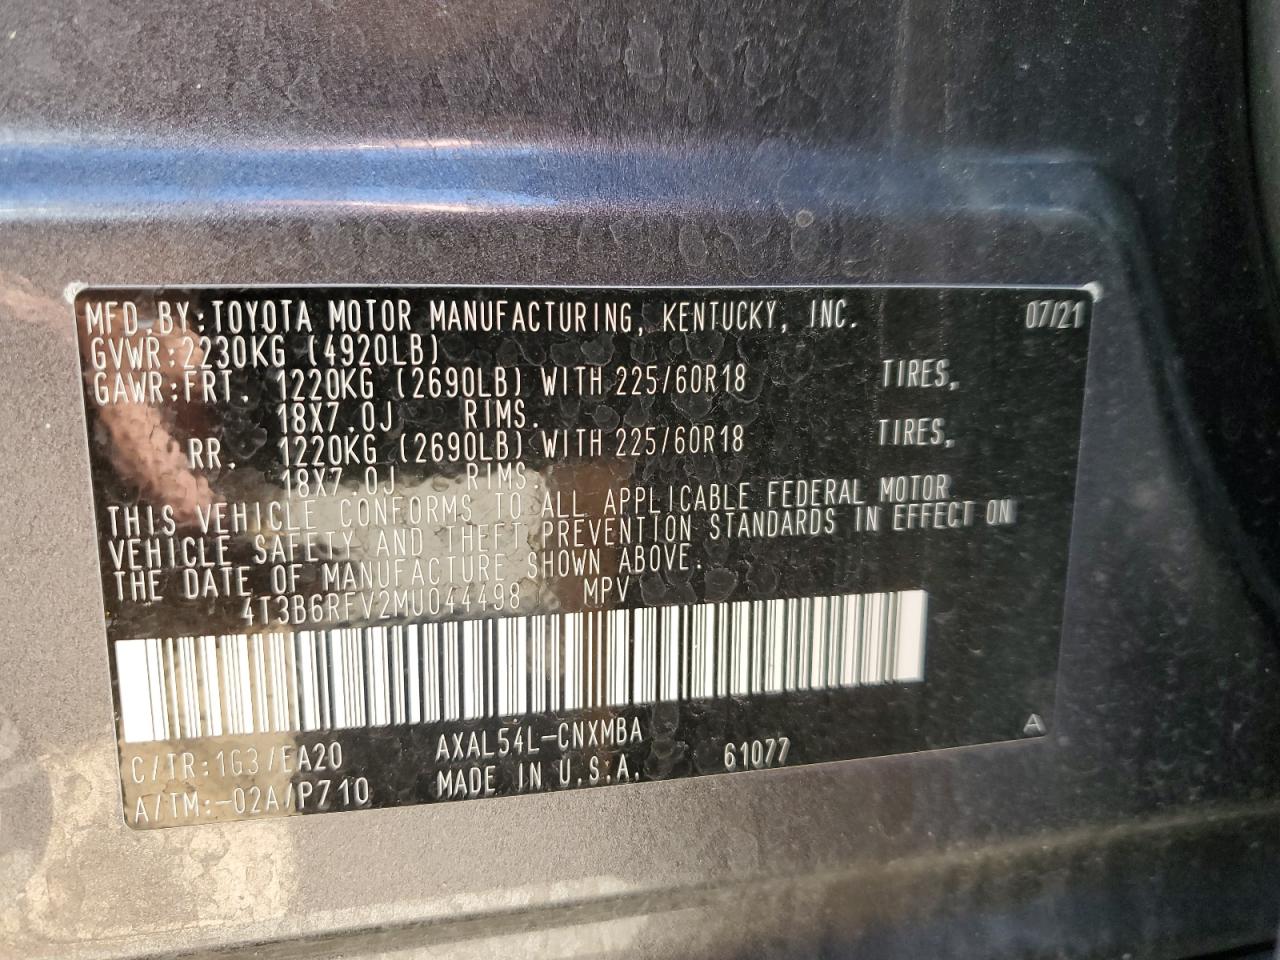 MFD.BY:TOYOTA MOTOR MANUFACTURING, KENTUCKY, INC. 07/21
GVWR:2230KG (4920LB)
GAWR:FRT. 1220KG (2690LB) WITH 225/60R18 TIRES,
18X7.0J RIMS.
RR. 1220KG (2690LB) WITH 225/60R18 TIRES,
18X7.0J RIMS.
THIS VEHICLE CONFORMS TO ALL APPLICABLE FEDERAL MOTOR
VEHICLE SAFETY AND THEFT PREVENTION STANDARDS IN EFFECT ON
THE DATE OF MANUFACTURE SHOWN ABOVE.
4T3B6RFV2MU044498 MPV
C/TR:1G3/EA20 AXAL54L-CNXMBA
A/TM:-02A/P710 MADE IN U.S.A. 61077
A